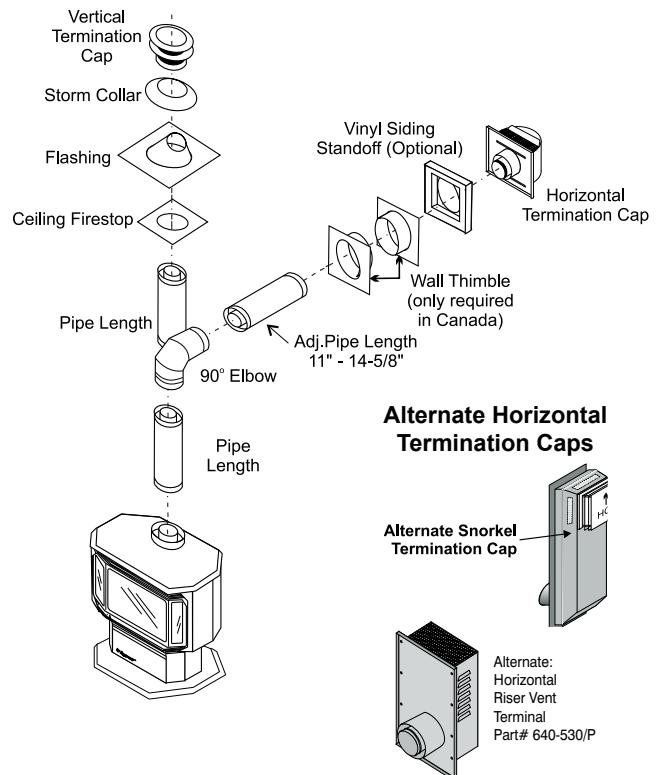 Vertical
Termination
Cap
Storm Collar
Flashing
Ceiling Firestop
Pipe Length
90° Elbow
Pipe
Length
Adj.Pipe Length
11" - 14-5/8"
Vinyl Siding
Standoff (Optional)
Horizontal
Termination Cap
Wall Thimble
(only required
in Canada)
Alternate Horizontal
Termination Caps
Alternate Snorkel
Termination Cap
Alternate:
Horizontal
Riser Vent
Terminal
Part# 640-530/P